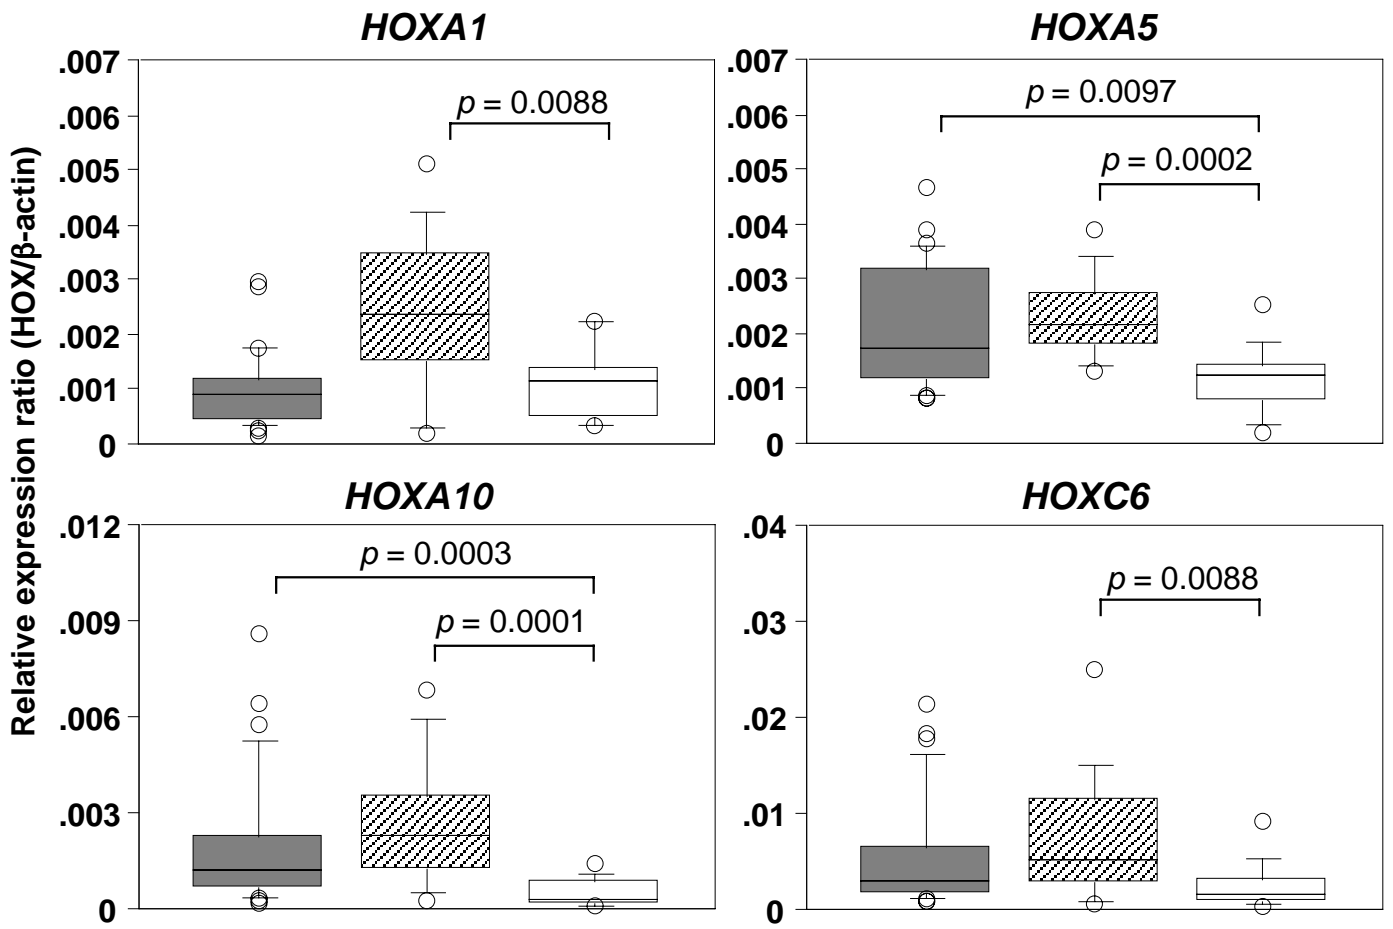 HOXA1
.007
.006
.005
.004
.003
.002
.001
0
p = 0.0088
HOXA5
.007
.006
.005
.004
.003
.002
.001
0
p = 0.0097
p = 0.0002
Relative expression ratio (HOX/β-actin)
HOXA10
.012
.009
.006
.003
0
p = 0.0003
p = 0.0001
HOXC6
.04
.03
.02
.01
0
p = 0.0088